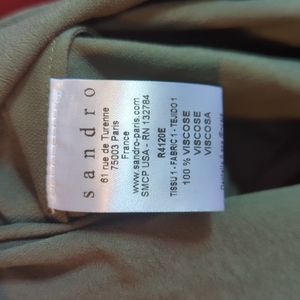 sandro
61 rue de Turenne
75003 Paris
France
www.sandro-paris.com
SMCP USA - RN 132784
R4120E
TISSU 1 - FABRIC 1 - TEJIDO 1
100 % VISCOSE
VISCOSE
VISCOSA